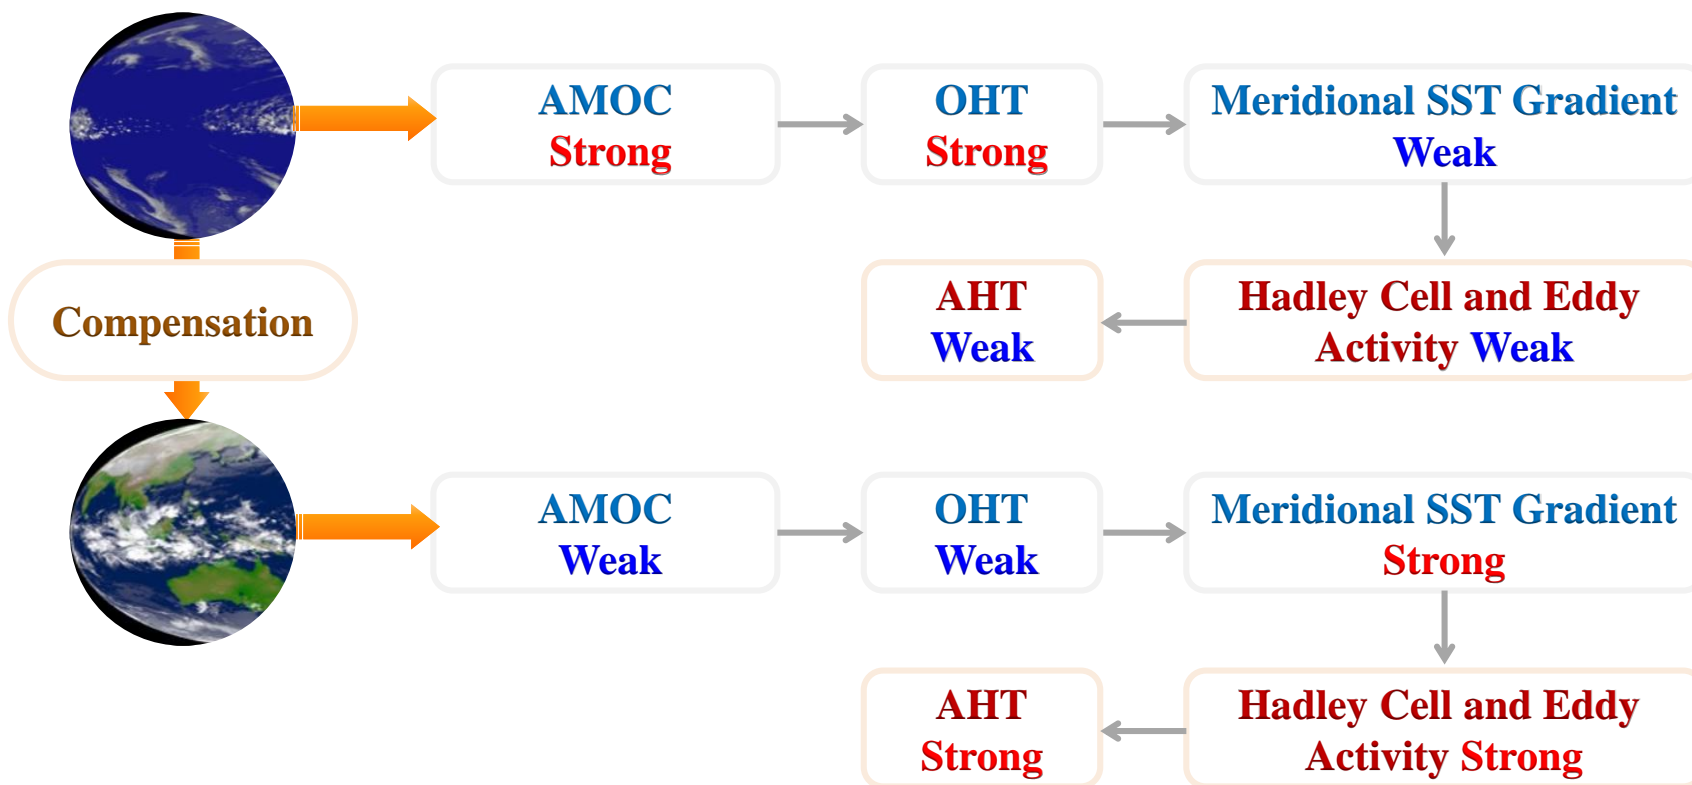 AMOC
Strong
OHT
Strong
Meridional SST Gradient
Weak
AHT
Weak
Hadley Cell and Eddy
Activity Weak
Compensation
AMOC
Weak
OHT
Weak
Meridional SST Gradient
Strong
AHT
Strong
Hadley Cell and Eddy
Activity Strong